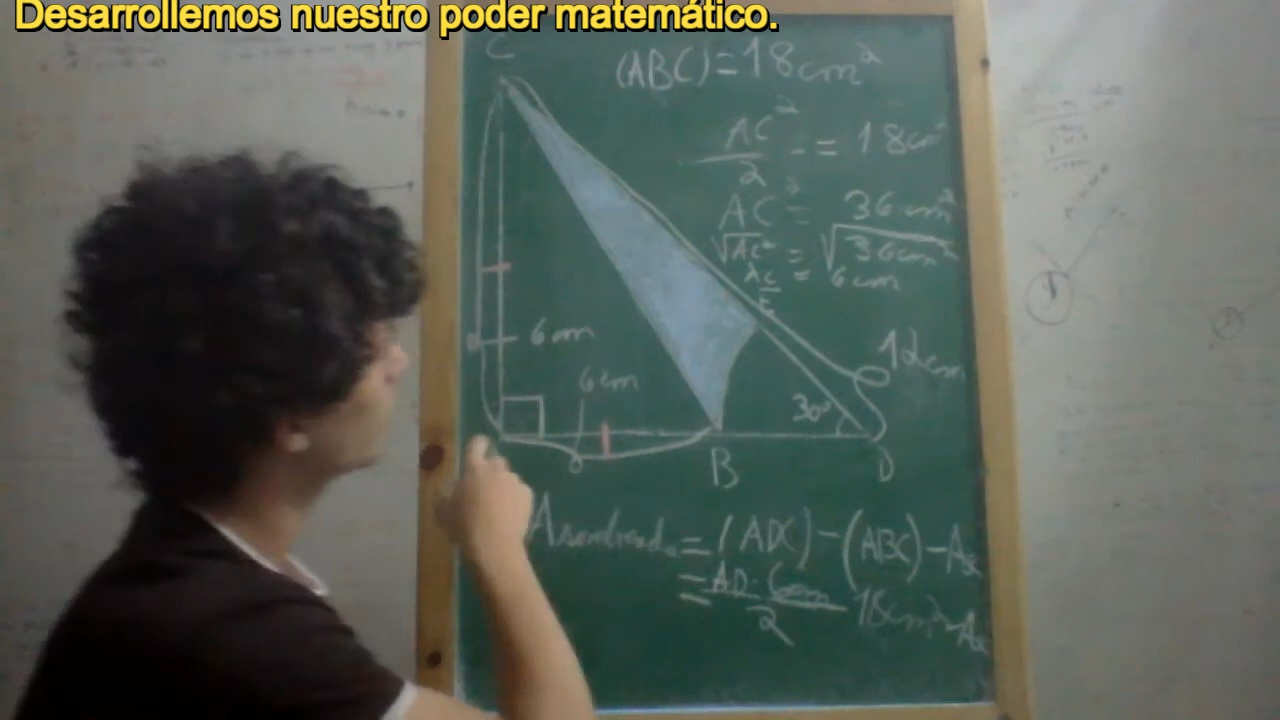 Desarrollemos nuestro poder matemático.
C
(ABC) = 18cm²
AC²/2 = 18cm²
AC² = 36cm²
√AC² = √36cm²
AC = 6cm
6cm
6cm
12cm
30°
B
D
Asombreada = (ADC) - (ABC) - A
= AD · 6cm / 2 18cm² - A